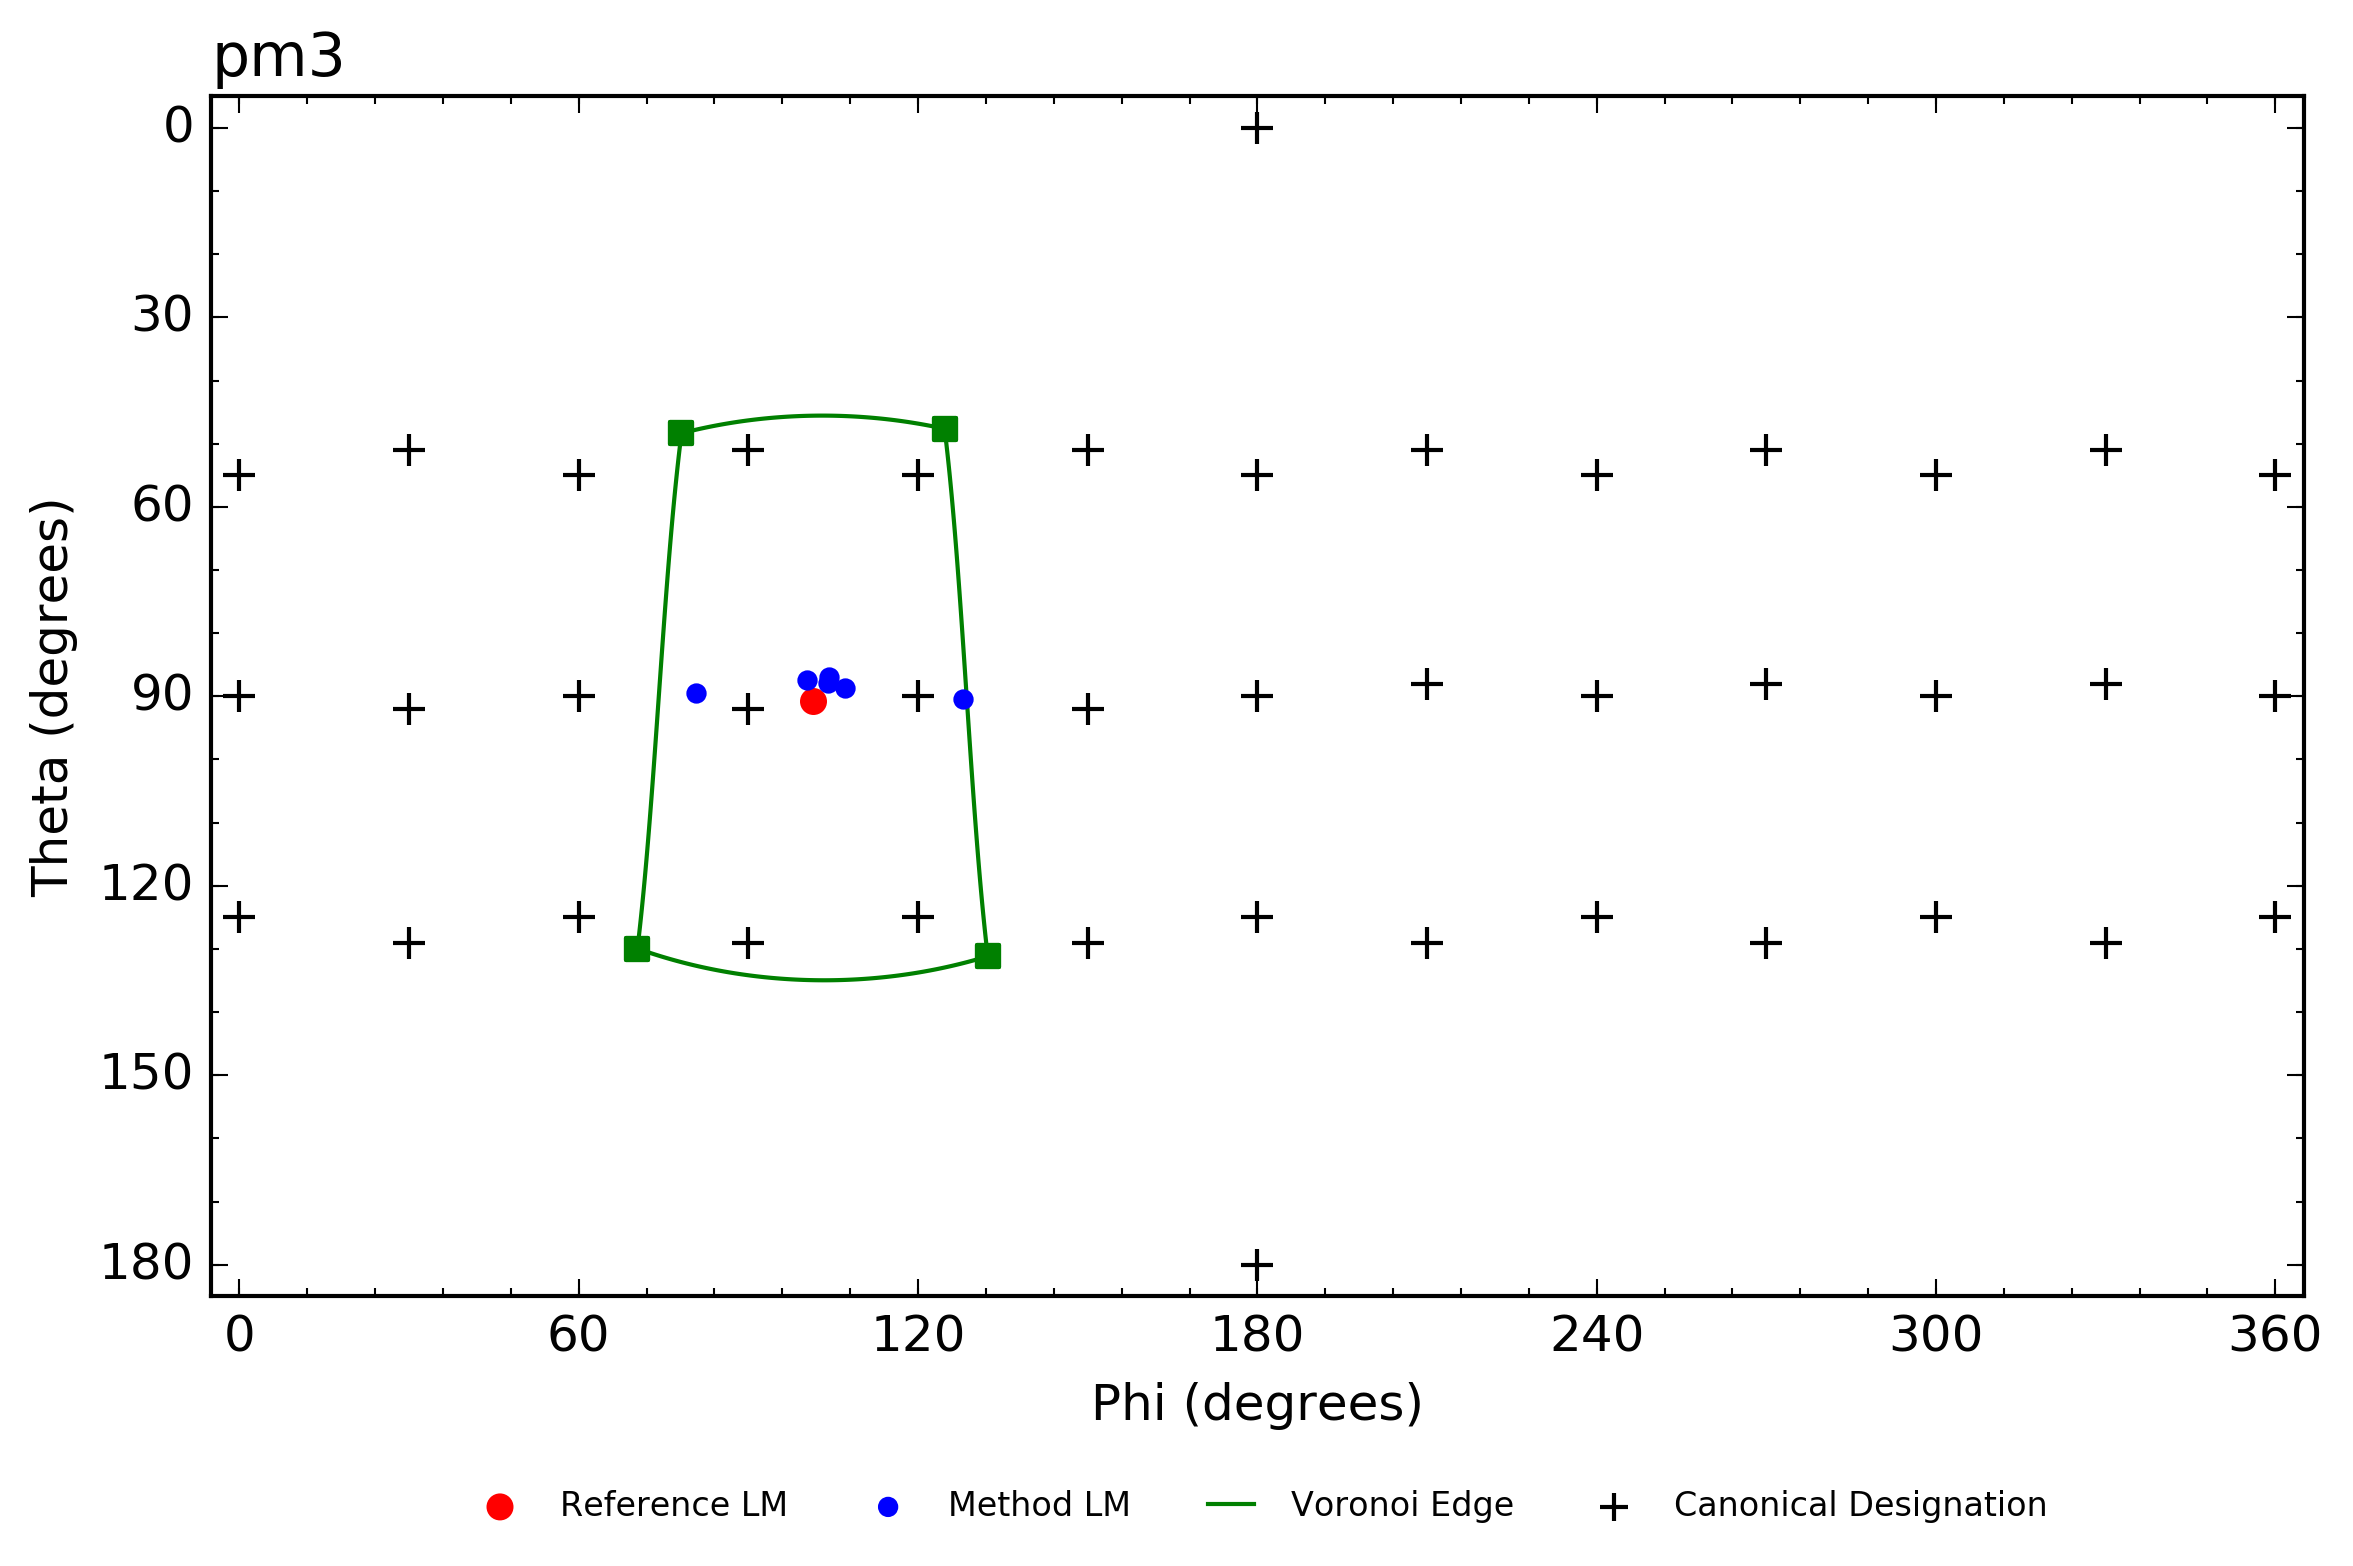 pm3
0
30
60
90
120
150
180
Theta (degrees)
0 60 120 180 240 300 360
Phi (degrees)
Reference LM Method LM Voronoi Edge Canonical Designation